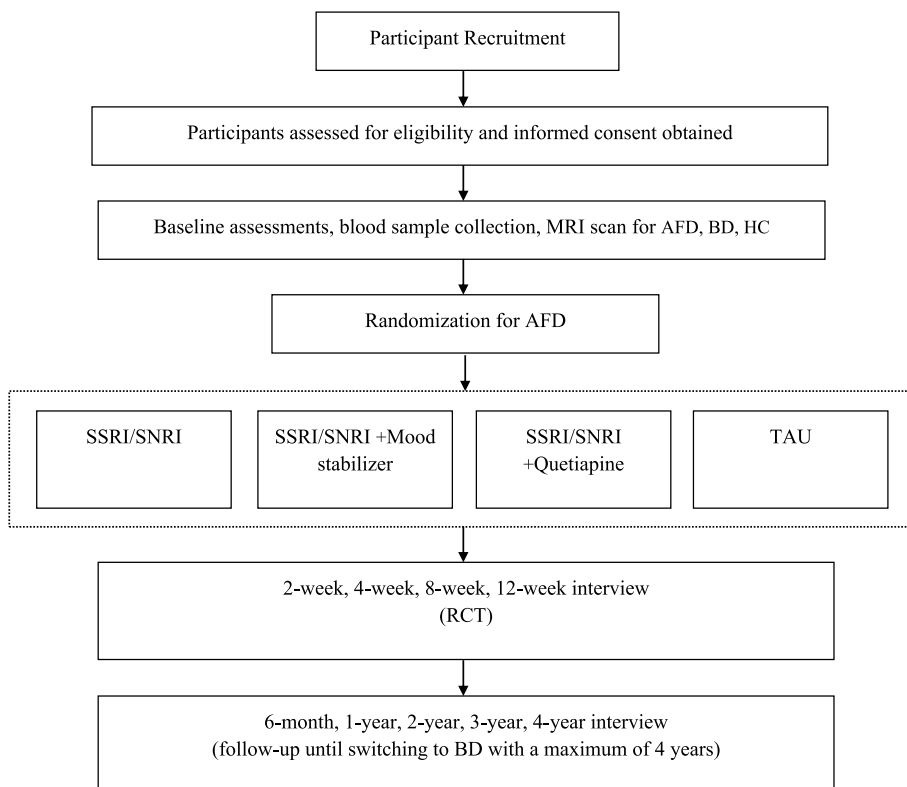 Participant Recruitment
Participants assessed for eligibility and informed consent obtained
Baseline assessments, blood sample collection, MRI scan for AFD, BD, HC
Randomization for AFD
SSRI/SNRI
SSRI/SNRI +Mood
stabilizer
SSRI/SNRI
+Quetiapine
TAU
2-week, 4-week, 8-week, 12-week interview
(RCT)
6-month, 1-year, 2-year, 3-year, 4-year interview
(follow-up until switching to BD with a maximum of 4 years)